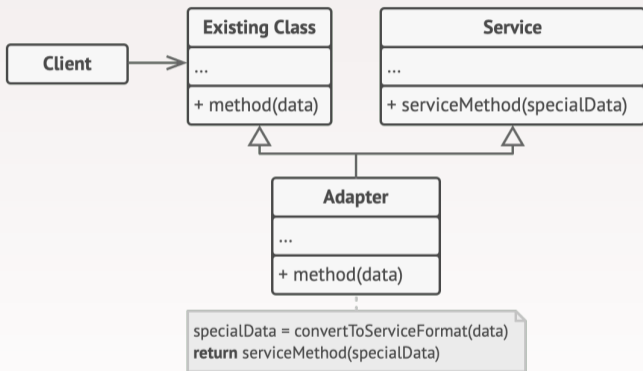 Client
Existing Class
...
+ method(data)
Service
...
+ serviceMethod(specialData)
Adapter
...
+ method(data)
specialData = convertToServiceFormat(data)
return serviceMethod(specialData)